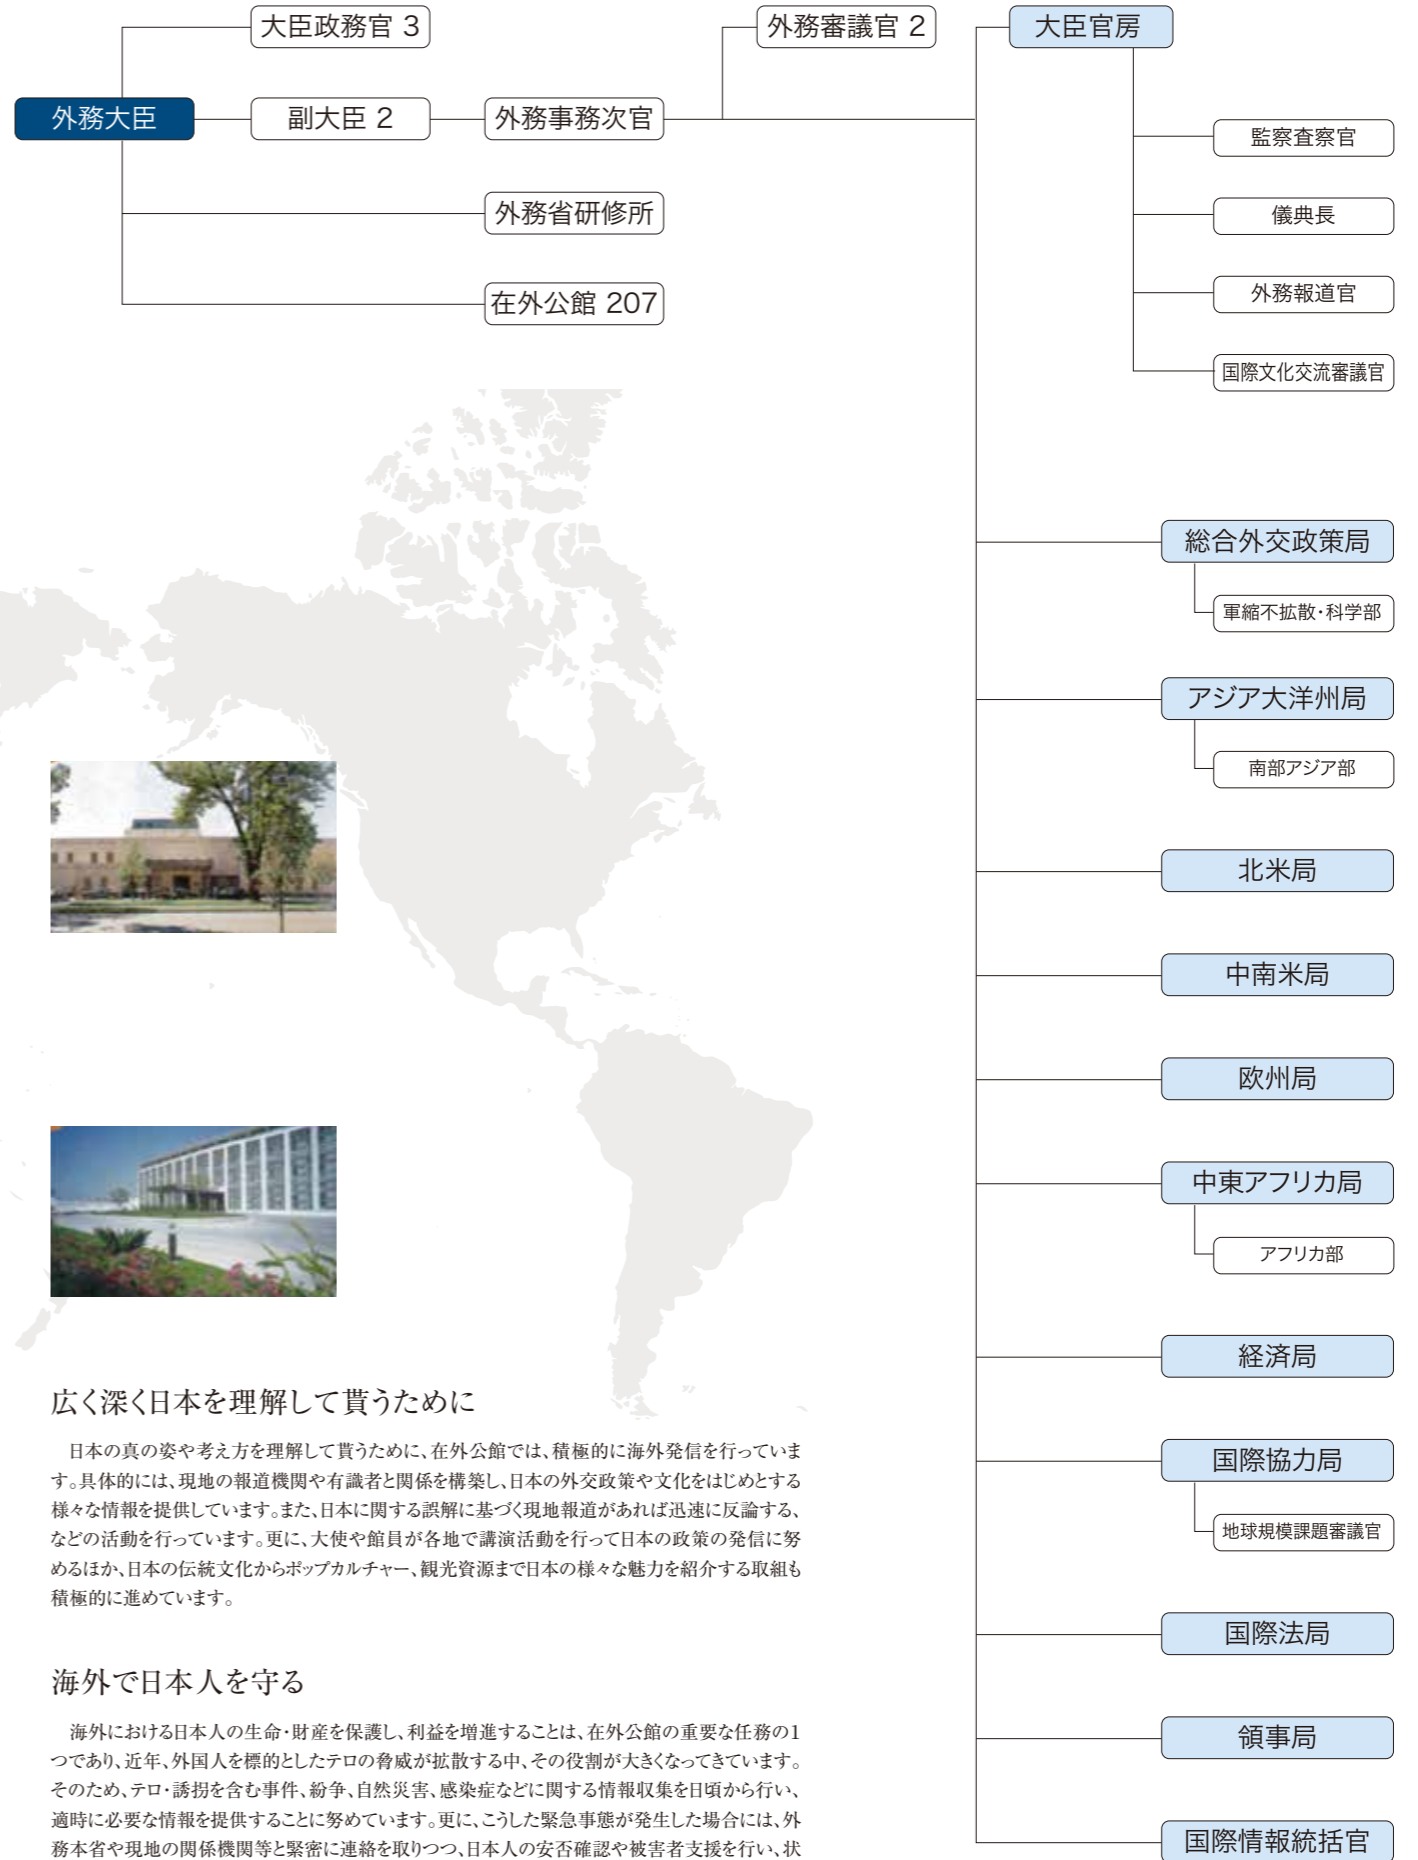 大臣政務官 3
外務審議官 2
大臣官房
外務大臣
副大臣 2
外務事務次官
外務省研修所
在外公館 207
監察査察官
儀典長
外務報道官
国際文化交流審議官
総合外交政策局
軍縮不拡散・科学部
アジア大洋州局
南部アジア部
北米局
中南米局
欧州局
中東アフリカ局
アフリカ部
経済局
国際協力局
地球規模課題審議官
国際法局
領事局
国際情報統括官
広く深く日本を理解して貰うために
日本の真の姿や考え方を理解して貰うために、在外公館では、積極的に海外発信を行っていま
す。具体的には、現地の報道機関や有識者と関係を構築し、日本の外交政策や文化をはじめとする
様々な情報を提供しています。また、日本に関する誤解に基づく現地報道があれば迅速に反論する、
などの活動を行っています。更に、大使や館員が各地で講演活動を行って日本の政策の発信に努
めるほか、日本の伝統文化からポップカルチャー、観光資源まで日本の様々な魅力を紹介する取組も
積極的に進めています。
海外で日本人を守る
海外における日本人の生命・財産を保護し、利益を増進することは、在外公館の重要な任務の1
つであり、近年、外国人を標的としたテロの脅威が拡散する中、その役割が大きくなってきています。
そのため、テロ・誘拐を含む事件、紛争、自然災害、感染症などに関する情報収集を日頃から行い、
適時に必要な情報を提供することに努めています。更に、こうした緊急事態が発生した場合には、外
務本省や現地の関係機関等と緊密に連絡を取りつつ、日本人の安否確認や被害者支援を行い、状